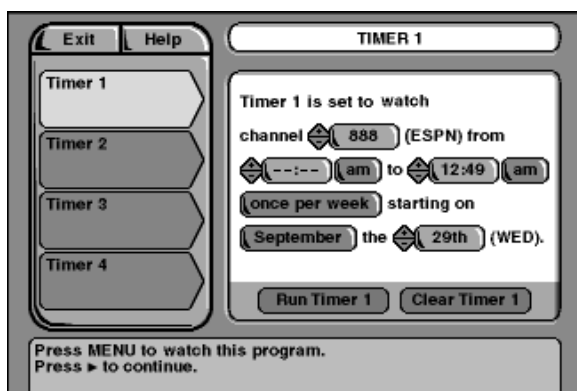 Exit Help
TIMER 1
Timer 1
Timer 2
Timer 3
Timer 4
Timer 1 is set to watch
channel 888 (ESPN) from
--:-- am to 12:49 am
once per week starting on
September the 29th (WED).
Run Timer 1 Clear Timer 1
Press MENU to watch this program.
Press ► to continue.